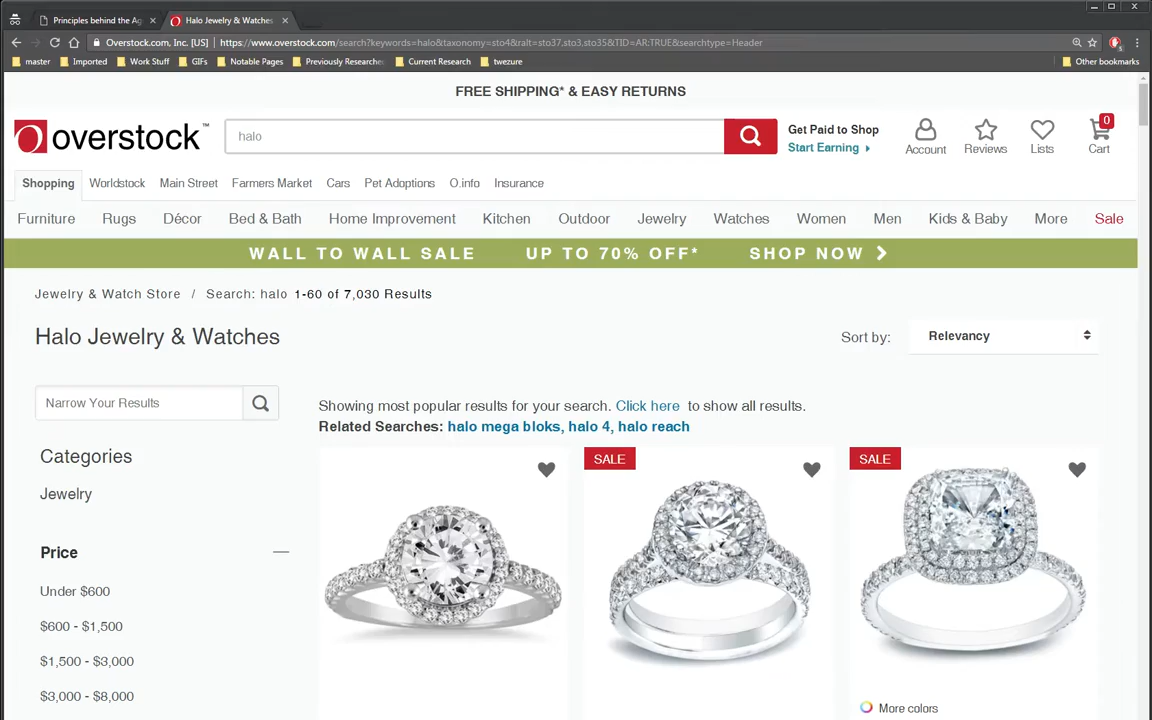 Principles behind the Ag
Halo Jewelry & Watches
Overstock.com, Inc. [US] https://www.overstock.com/search?keywords=halo&taxonomy=sto4&ralt=sto37,sto3,sto35&TID=AR:TRUE&searchtype=Header
master Imported Work Stuff GIFs Notable Pages Previously Researche Current Research twezure Other bookmarks
FREE SHIPPING* & EASY RETURNS
overstock™
halo
Get Paid to Shop
Start Earning
Account
Reviews
Lists
0
Cart
Shopping Worldstock Main Street Farmers Market Cars Pet Adoptions O.info Insurance
Furniture Rugs Décor Bed & Bath Home Improvement Kitchen Outdoor Jewelry Watches Women Men Kids & Baby More Sale
WALL TO WALL SALE UP TO 70% OFF* SHOP NOW
Jewelry & Watch Store / Search: halo 1-60 of 7,030 Results
Halo Jewelry & Watches
Sort by: Relevancy
Narrow Your Results
Showing most popular results for your search. Click here to show all results.
Related Searches: halo mega bloks, halo 4, halo reach
Categories
Jewelry
Price
Under $600
$600 - $1,500
$1,500 - $3,000
$3,000 - $8,000
SALE
SALE
More colors